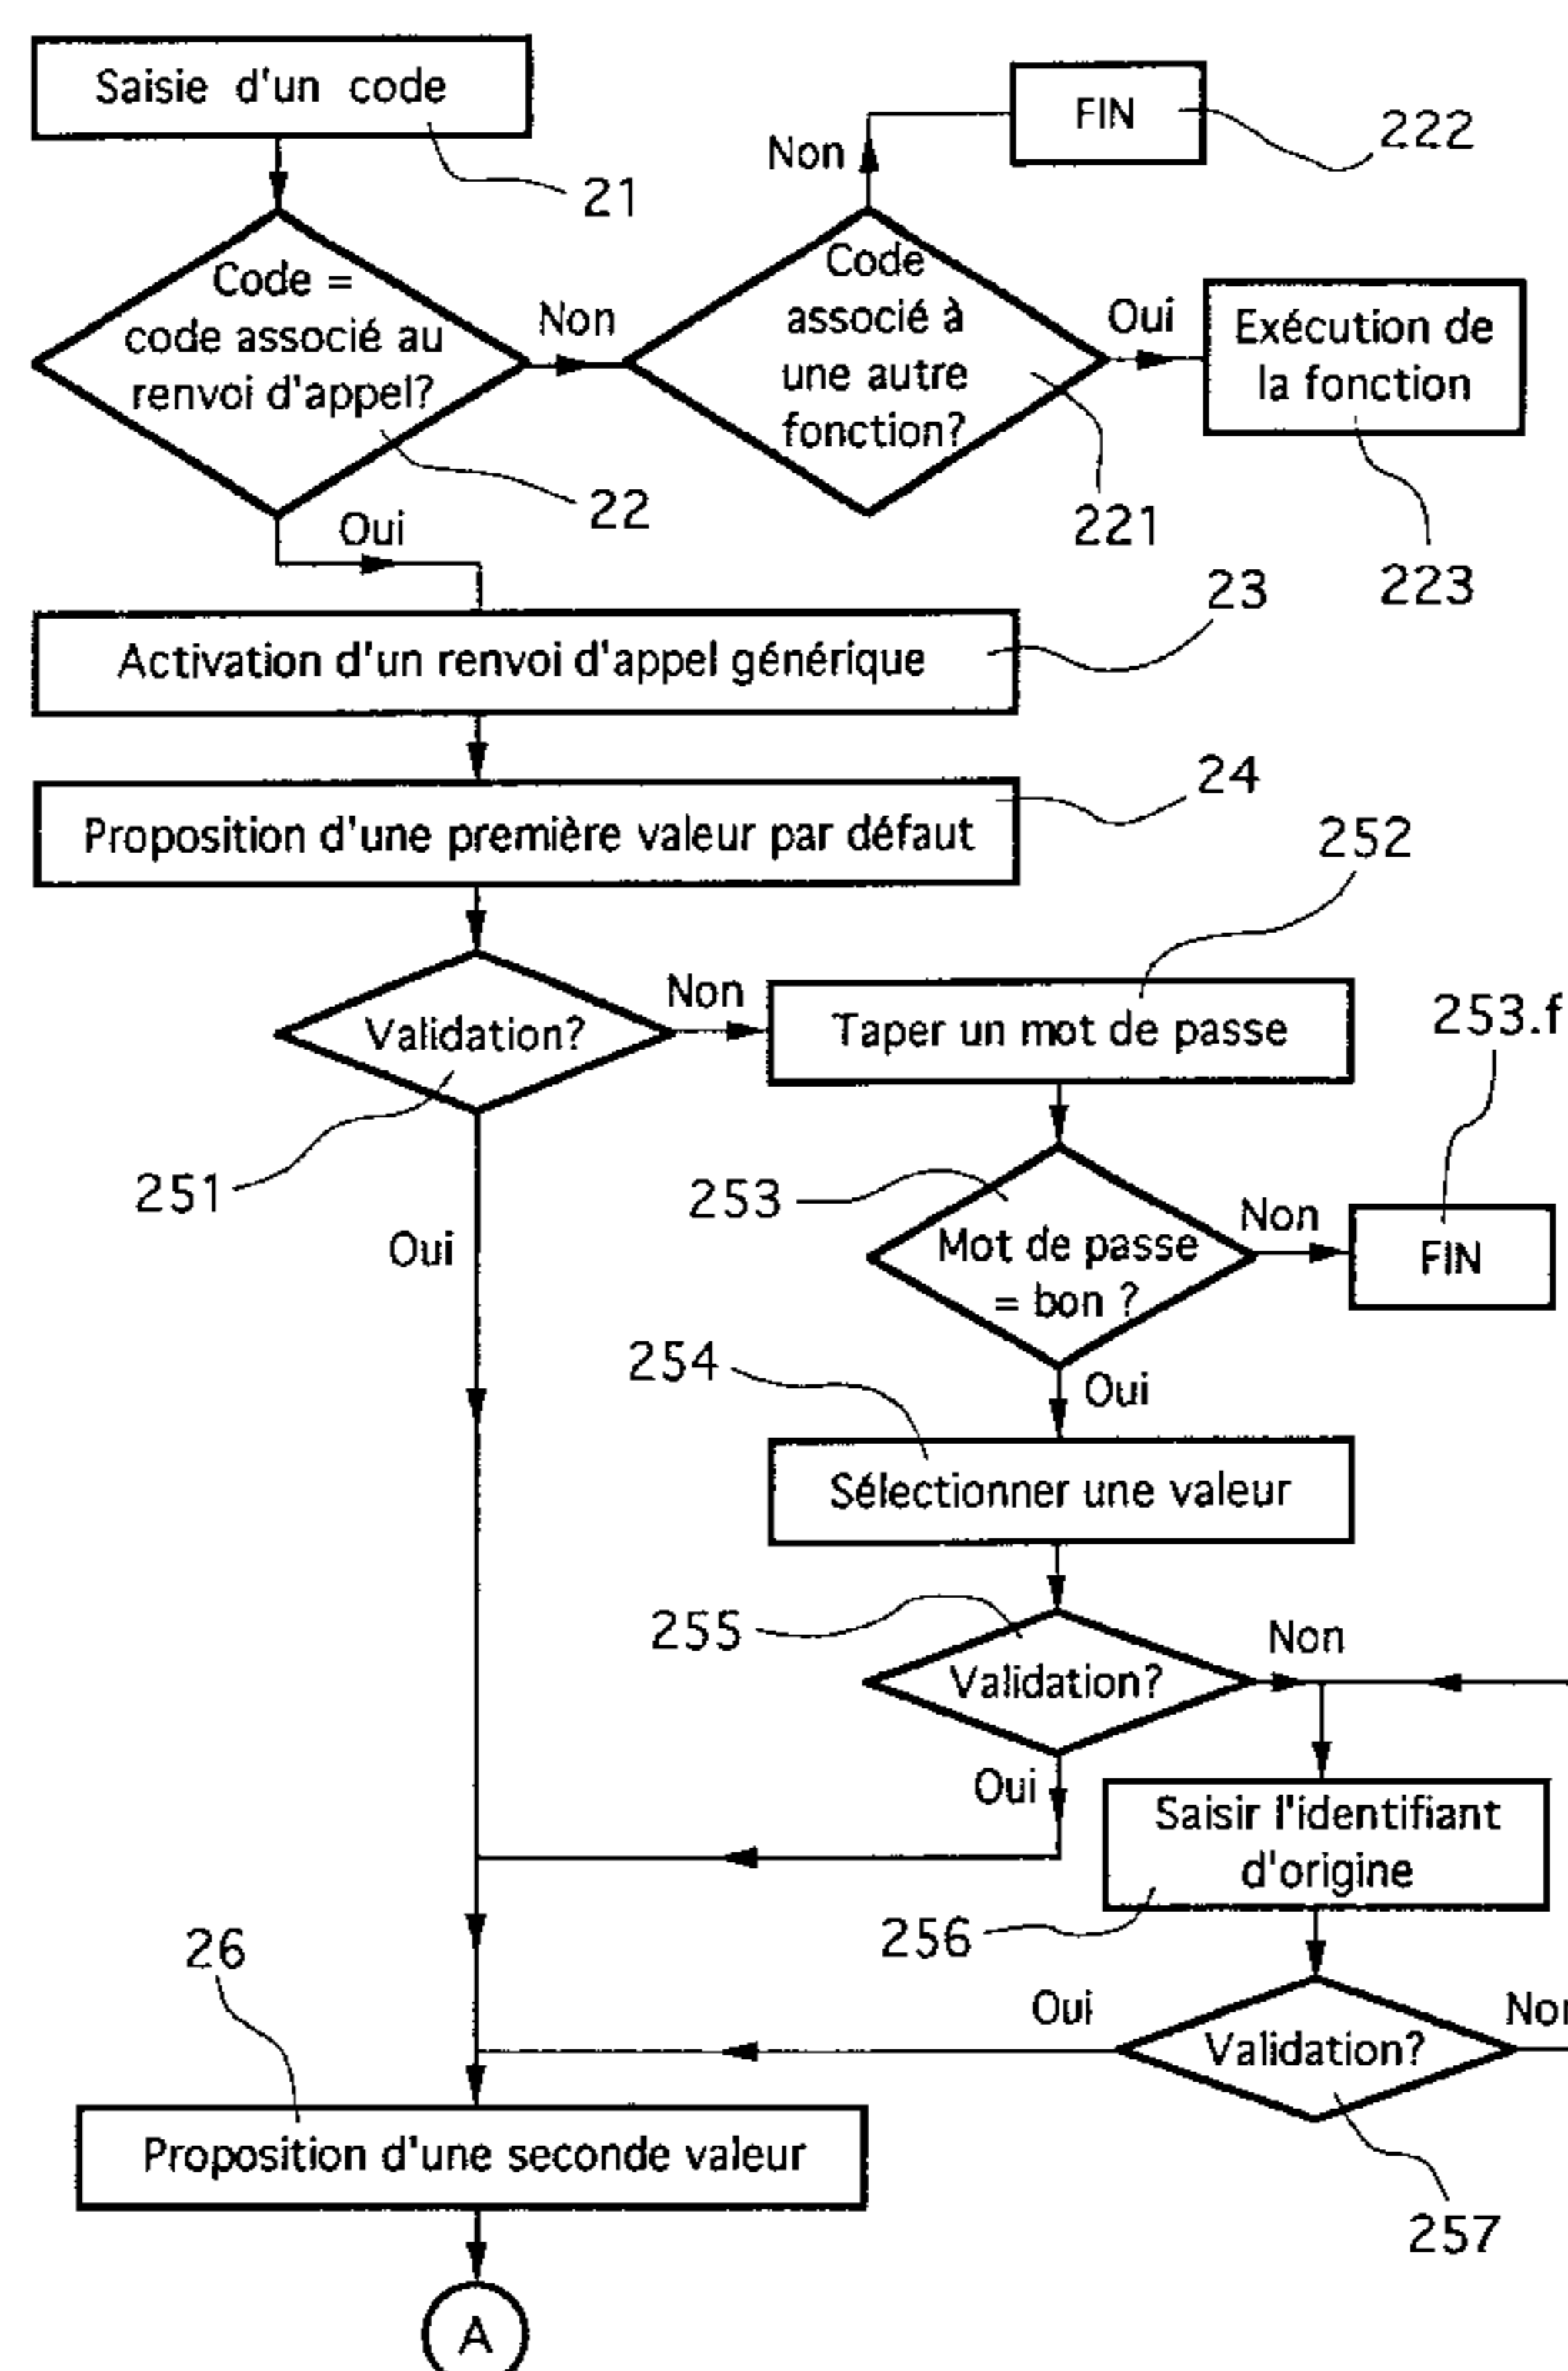 Saisie d'un code
21
FIN
222
Non
Code =
code associé au
renvoi d'appel?
22
Non
Code
associé à
une autre
fonction?
221
Oui
Exécution de
la fonction
223
Oui
23
Activation d'un renvoi d'appel générique
24
Proposition d'une première valeur par défaut
252
Validation?
251
Non
Taper un mot de passe
253.f
253
Mot de passe
= bon ?
Non
FIN
Oui
254
Oui
Sélectionner une valeur
255
Validation?
Non
Oui
Saisir l'identifiant
d'origine
256
26
Oui
Validation?
Non
257
Proposition d'une seconde valeur
A